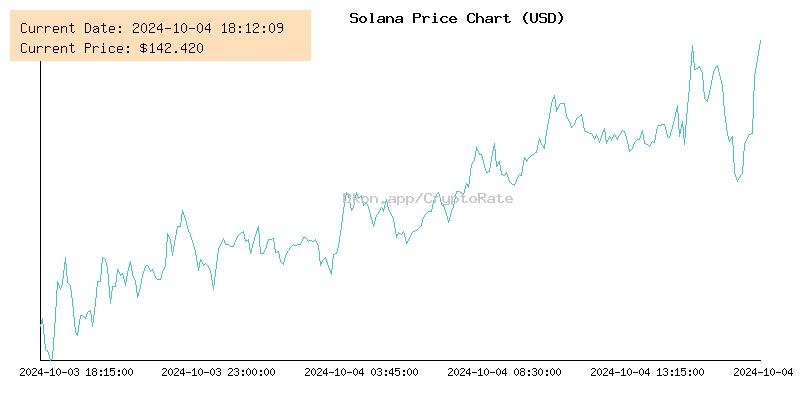 Solana Price Chart (USD)
Current Date: 2024-10-04 18:12:09
Current Price: $142.420
Dkon.app/CryptoRate
2024-10-03 18:15:00 2024-10-03 23:00:00 2024-10-04 03:45:00 2024-10-04 08:30:00 2024-10-04 13:15:00 2024-10-04